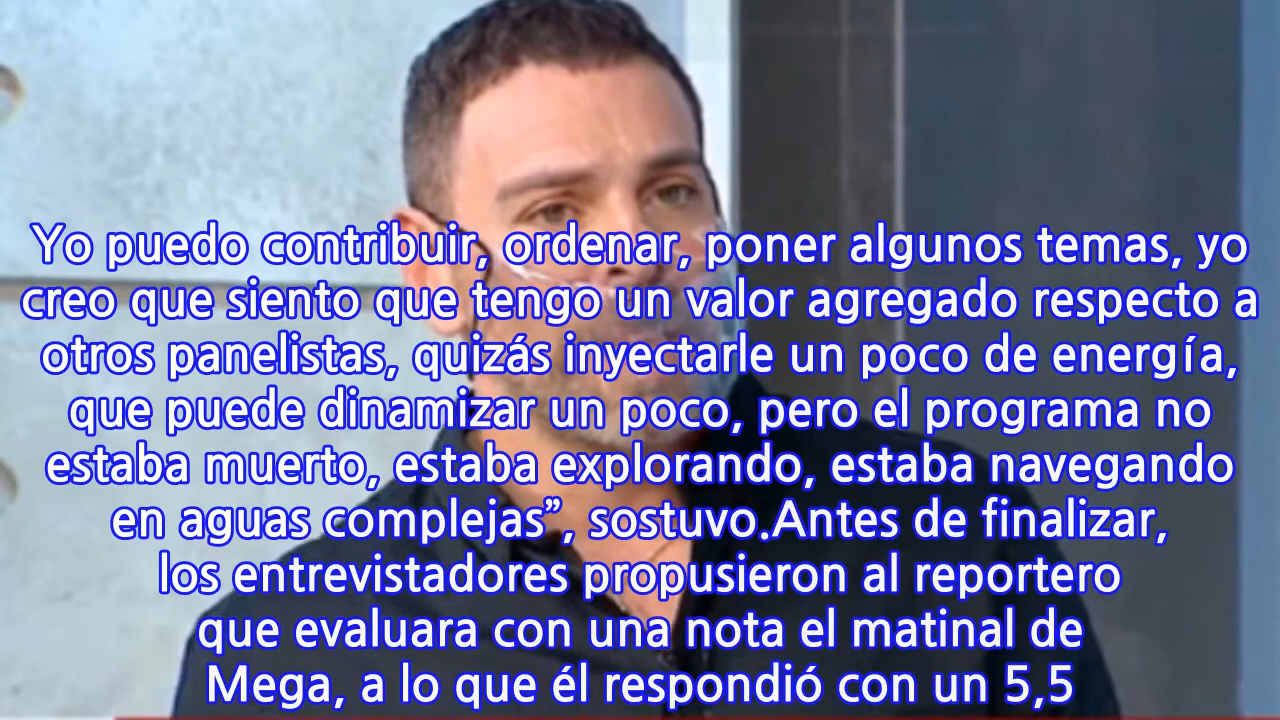 Yo puedo contribuir, ordenar, poner algunos temas, yo
creo que siento que tengo un valor agregado respecto a
otros panelistas, quizás inyectarle un poco de energía,
que puede dinamizar un poco, pero el programa no
estaba muerto, estaba explorando, estaba navegando
en aguas complejas”, sostuvo.Antes de finalizar,
los entrevistadores propusieron al reportero
que evaluara con una nota el matinal de
Mega, a lo que él respondió con un 5,5